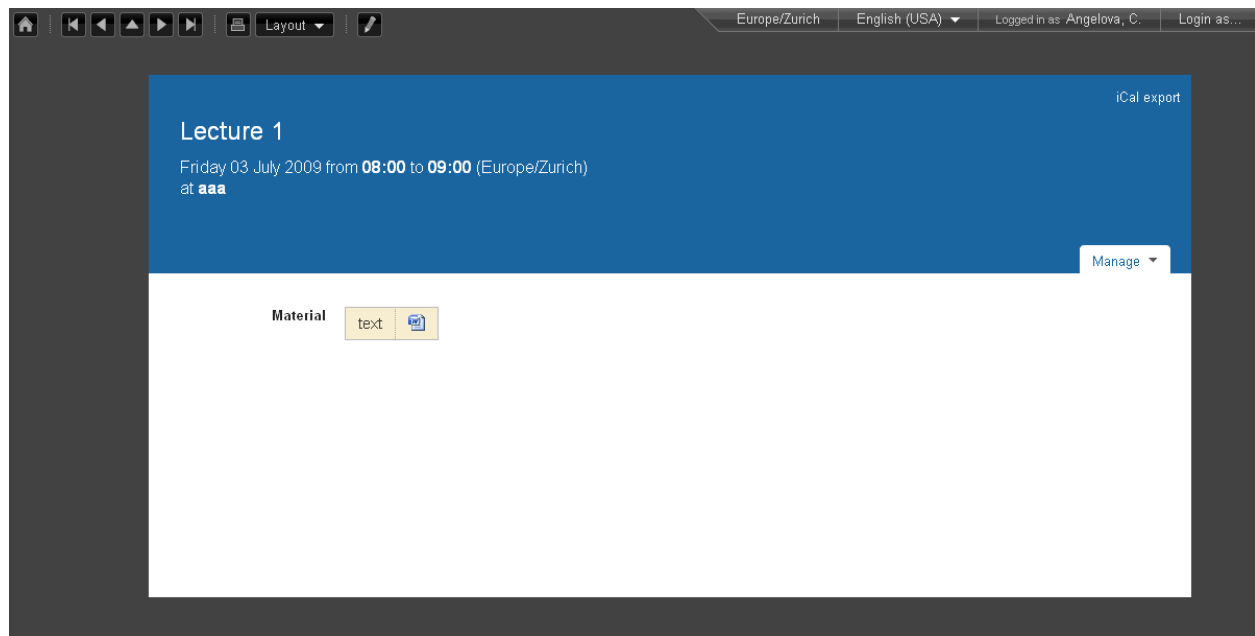 Layout
Europe/Zurich English (USA) Logged in as Angelova, C. Login as...
iCal export
Lecture 1
Friday 03 July 2009 from 08:00 to 09:00 (Europe/Zurich)
at aaa
Manage
Material text